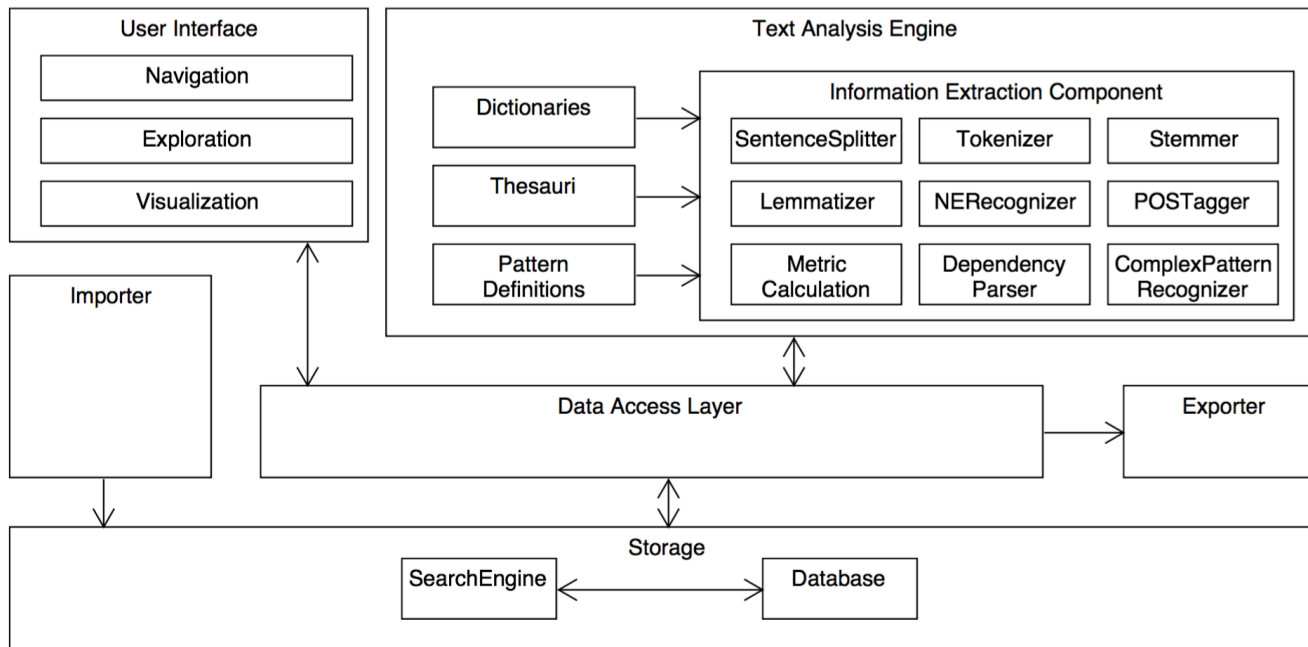 User Interface
Navigation
Exploration
Visualization
Text Analysis Engine
Dictionaries
Thesauri
Pattern
Definitions
Information Extraction Component
SentenceSplitter
Tokenizer
Stemmer
Lemmatizer
NERecognizer
POSTagger
Metric
Calculation
Dependency
Parser
ComplexPattern
Recognizer
Importer
Data Access Layer
Exporter
Storage
SearchEngine
Database